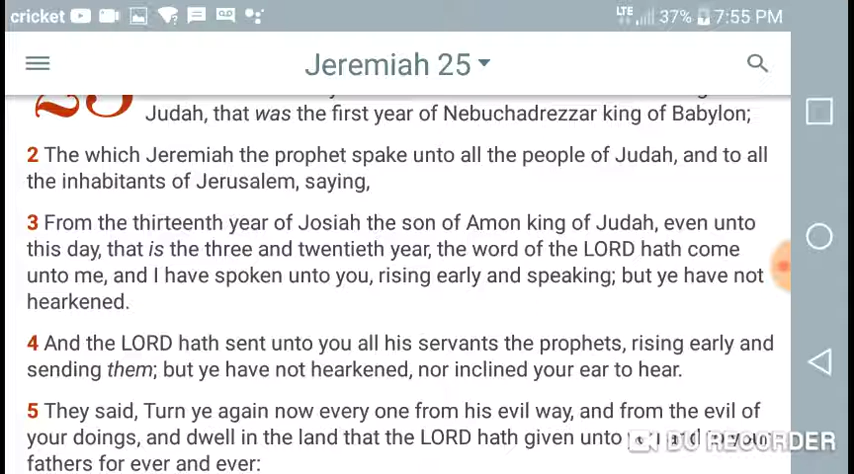 cricket LTE 37% 7:55 PM
Jeremiah 25
25
Judah, that was the first year of Nebuchadrezzar king of Babylon;
2 The which Jeremiah the prophet spake unto all the people of Judah, and to all
the inhabitants of Jerusalem, saying,
3 From the thirteenth year of Josiah the son of Amon king of Judah, even unto
this day, that is the three and twentieth year, the word of the LORD hath come
unto me, and I have spoken unto you, rising early and speaking; but ye have not
hearkened.
4 And the LORD hath sent unto you all his servants the prophets, rising early and
sending them; but ye have not hearkened, nor inclined your ear to hear.
5 They said, Turn ye again now every one from his evil way, and from the evil of
your doings, and dwell in the land that the LORD hath given unto you and to your
fathers for ever and ever:
DU RECORDER